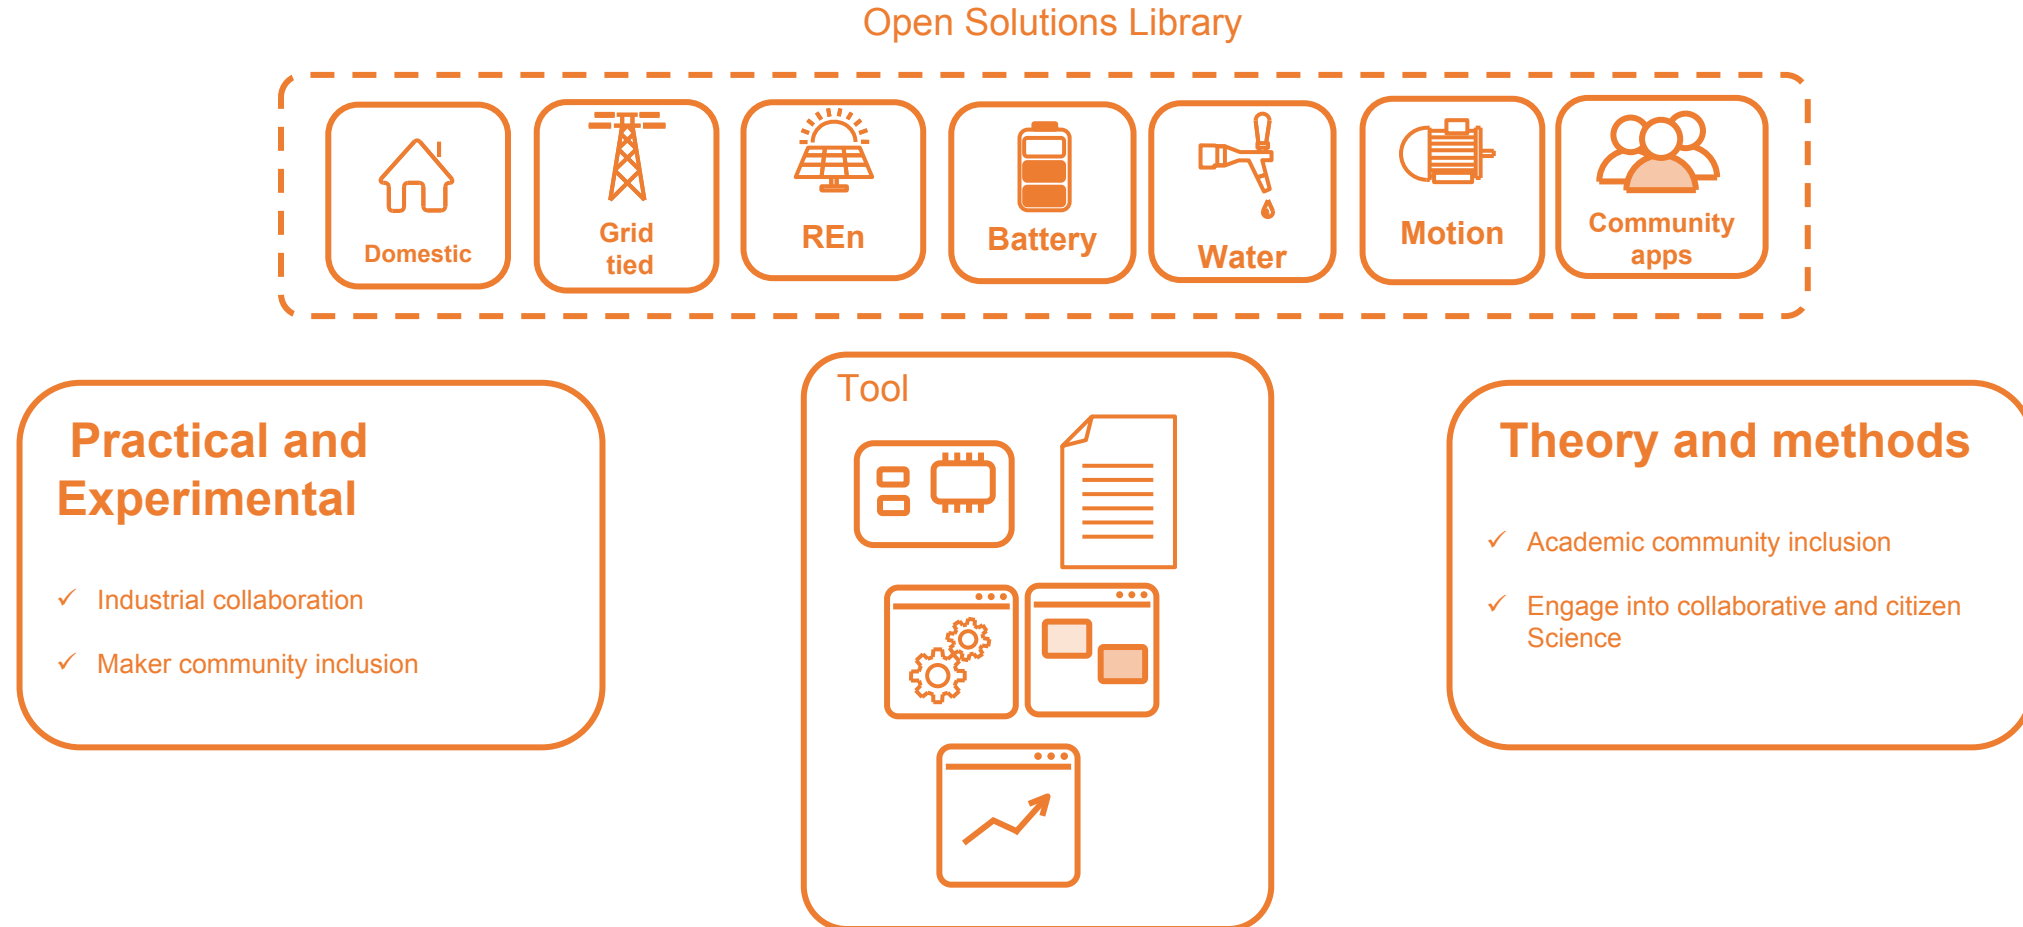 Open Solutions Library
Domestic
Grid
tied
REn
Battery
Water
Motion
Community
apps
Practical and
Experimental
✓ Industrial collaboration
✓ Maker community inclusion
Tool
Theory and methods
✓ Academic community inclusion
✓ Engage into collaborative and citizen
Science